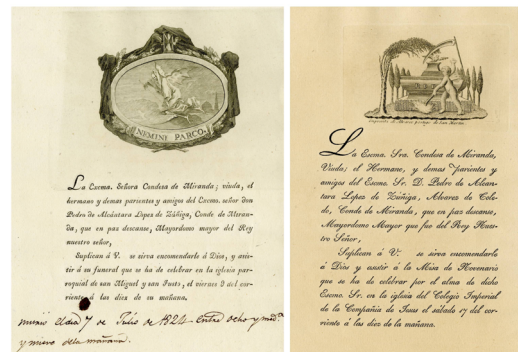 NEMINI PARCO.
La Excma. Señora Condesa de Miranda; viuda, el
hermano y demás parientes y amigos del Excmo. señor don
Pedro de Alcántara Lopez de Zúñiga, Conde de Miran-
da, que en paz descanse, Mayordomo mayor del Rey
nuestro señor,
Suplican á V. se sirva encomendarle á Dios, y asis-
tir á su funeral que se ha de celebrar en la iglesia par-
roquial de san Miguel y san Justo, el viernes 9 del cor-
riente á las diez de su mañana.
murió el dia 7 de Julio de 1824 entre ocho y med.ª
y nueve de la mañana.
La Excma. Sra. Condesa de Miranda,
Viuda; el Hermano, y demas parientes y
amigos del Excmo. Sr. D. Pedro de Alcan-
tara Lopez de Zúñiga, Alvarez de Tole-
do, Conde de Miranda, que en paz descanse,
Mayordomo Mayor que fué del Rey Nues-
tro Señor,
Suplican á V. se sirva encomendarle
á Dios y asistir á la Misa de Novenario
que se ha de celebrar por el alma de dicho
Excmo. Sr. en la iglesia del Colegio Imperial
de la Compañia de Jesus el sábado 17 del cor-
riente á las diez de la mañana.